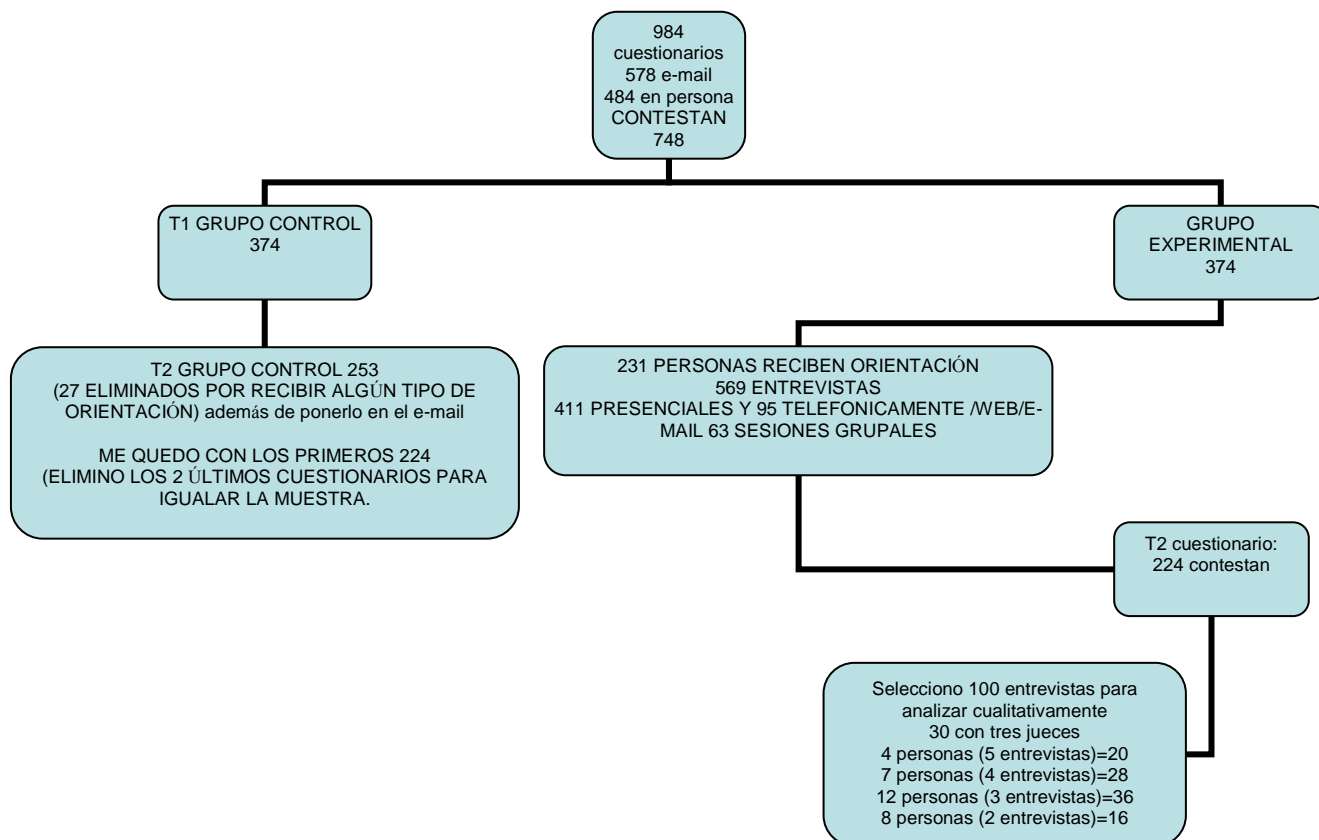 984
cuestionarios
578 e-mail
484 en persona
CONTESTAN
748
T1 GRUPO CONTROL
374
GRUPO
EXPERIMENTAL
374
T2 GRUPO CONTROL 253
(27 ELIMINADOS POR RECIBIR ALGÚN TIPO DE
ORIENTACIÓN) además de ponerlo en el e-mail
ME QUEDO CON LOS PRIMEROS 224
(ELIMINO LOS 2 ÚLTIMOS CUESTIONARIOS PARA
IGUALAR LA MUESTRA.
231 PERSONAS RECIBEN ORIENTACIÓN
569 ENTREVISTAS
411 PRESENCIALES Y 95 TELEFONICAMENTE /WEB/E-
MAIL 63 SESIONES GRUPALES
T2 cuestionario:
224 contestan
Selecciono 100 entrevistas para
analizar cualitativamente
30 con tres jueces
4 personas (5 entrevistas)=20
7 personas (4 entrevistas)=28
12 personas (3 entrevistas)=36
8 personas (2 entrevistas)=16